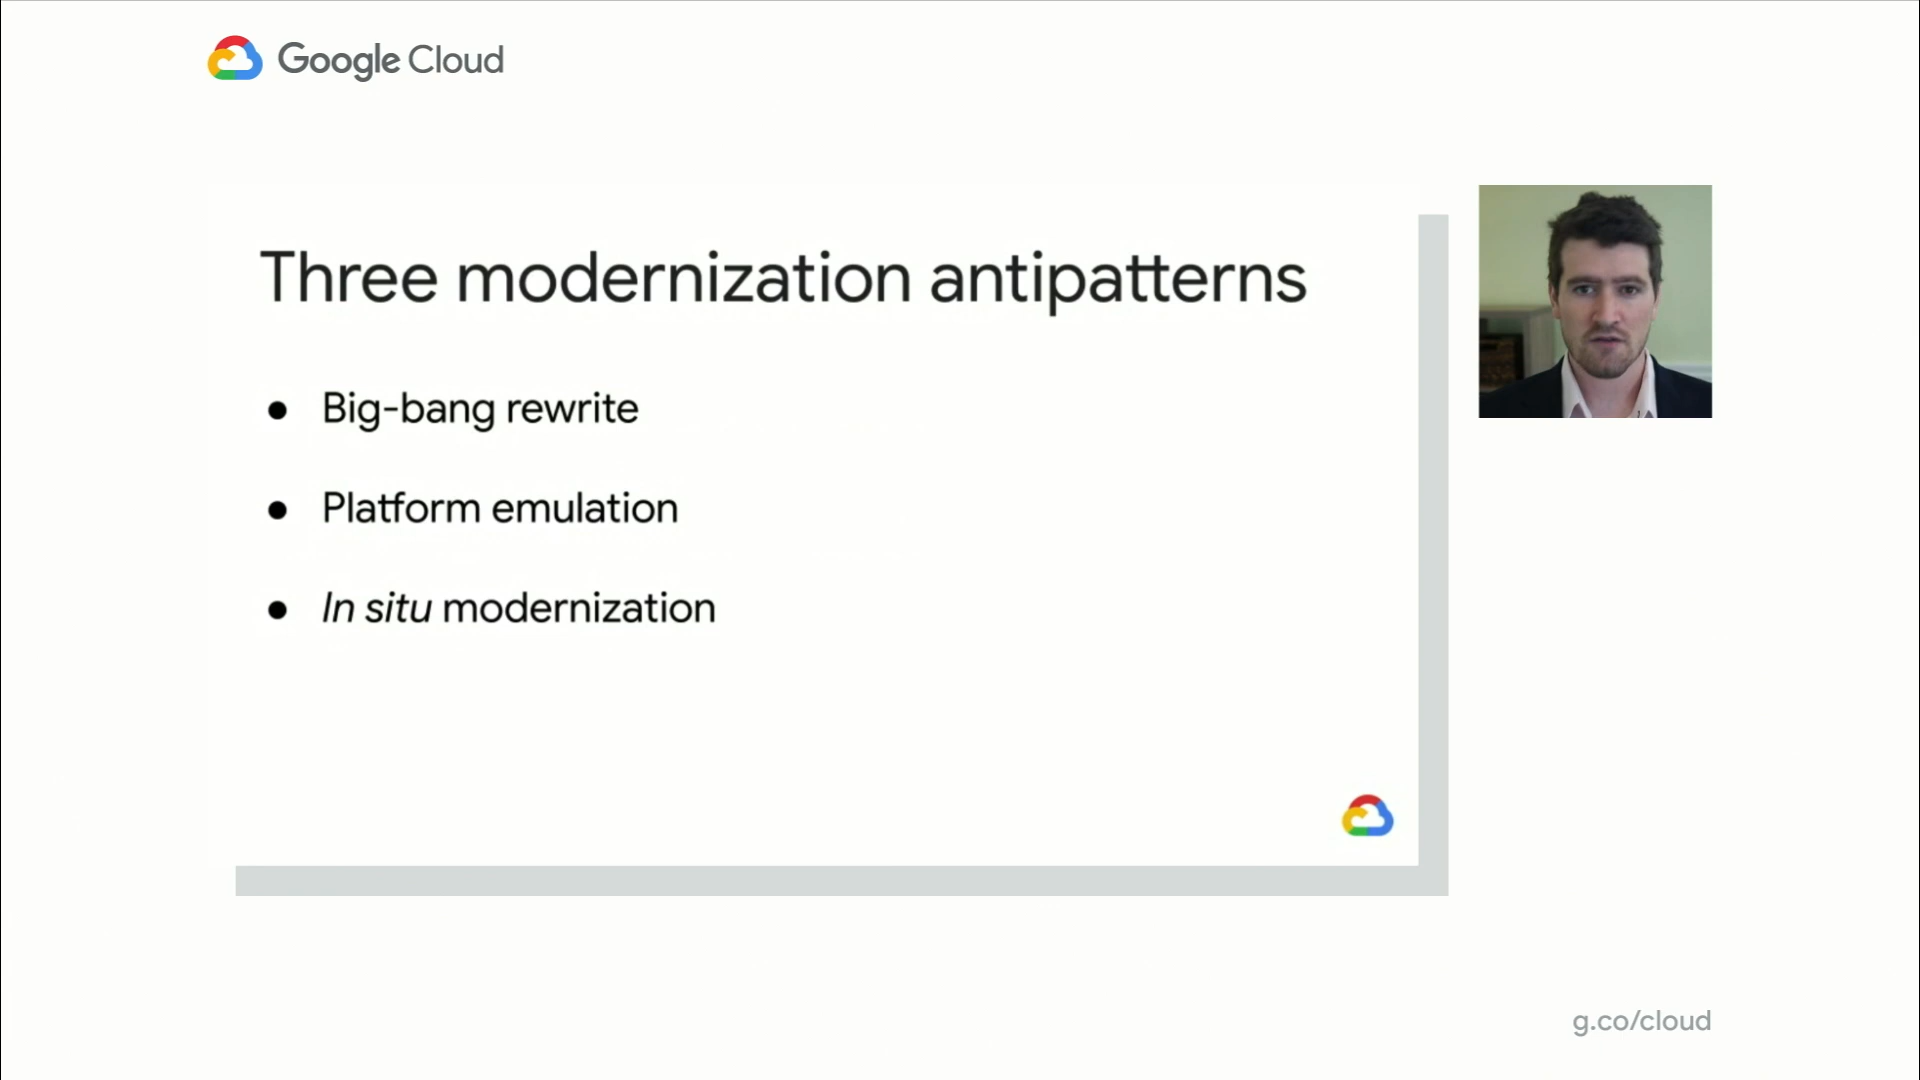 Google Cloud
Three modernization antipatterns
● Big-bang rewrite
● Platform emulation
● In situ modernization
g.co/cloud